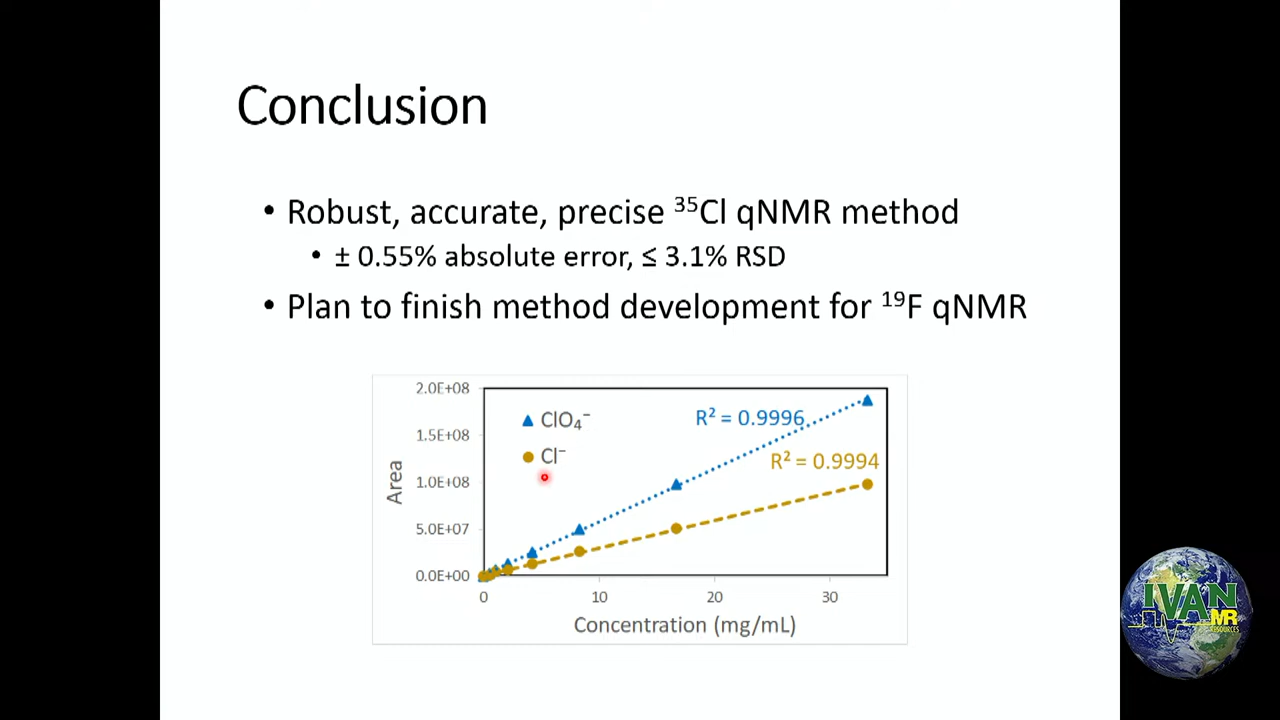 Conclusion
• Robust, accurate, precise ³⁵Cl qNMR method
• ± 0.55% absolute error, ≤ 3.1% RSD
• Plan to finish method development for ¹⁹F qNMR
2.0E+08
1.5E+08
1.0E+08
5.0E+07
0.0E+00
Area
ClO₄⁻
Cl⁻
R² = 0.9996
R² = 0.9994
0
10
20
30
Concentration (mg/mL)
IVAN
MR
RESOURCES